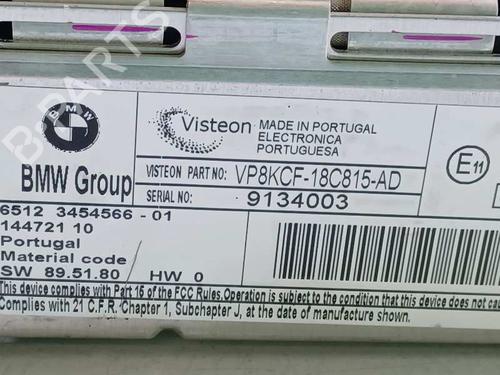 BMW
Visteon
MADE IN PORTUGAL
ELECTRONICA
PORTUGUESA
E11
BMW Group
VISTEON PART NO: VP8KCF-18C815-AD
SERIAL NO: 9134003
6512 3454566 -01
144721 10
Portugal
Material code
SW 89.51.80 HW 0
This device complies with Part 15 of the FCC Rules.Operation is subject to the condition that this device
Complies with 21 C.F.R. Chapter 1, Subchapter J, at the date of manufacture shown.
B-PARTS